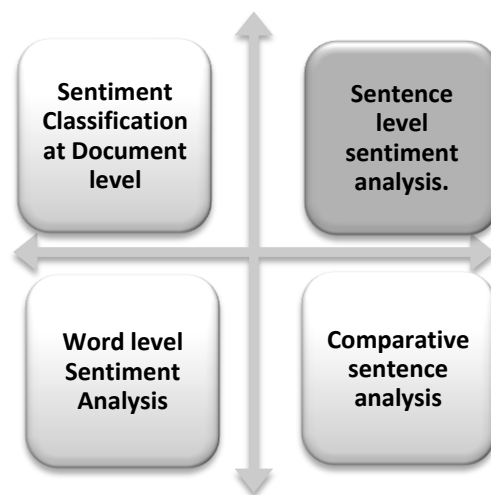 Sentiment
Classification
at Document
level
Sentence
level
sentiment
analysis.
Word level
Sentiment
Analysis
Comparative
sentence
analysis